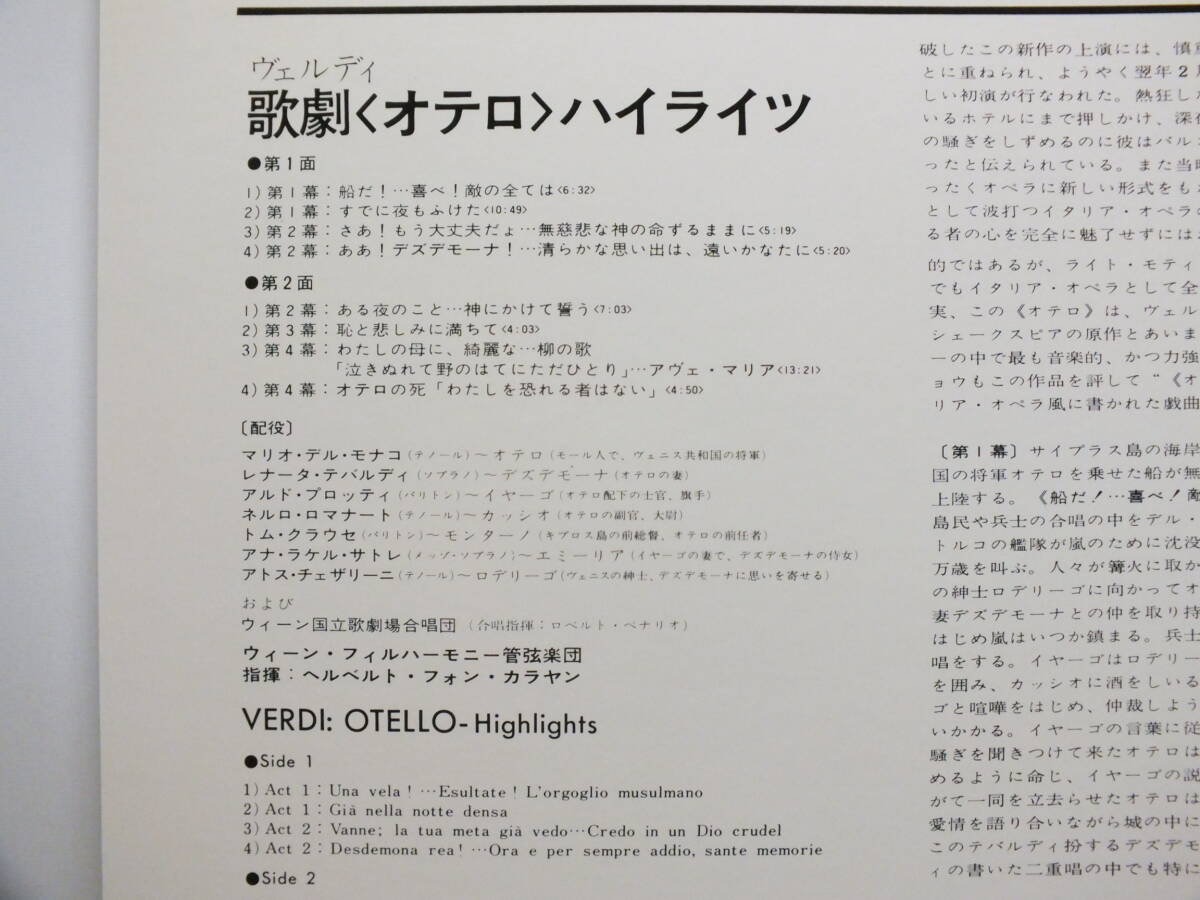 ヴェルディ
歌劇〈オテロ〉ハイライツ
●第1面
1) 第1幕：船だ！…喜べ！敵の全ては〈6:32〉
2) 第1幕：すでに夜もふけた〈10:49〉
3) 第2幕：さあ！もう大丈夫だょ…無慈悲な神の命ずるままに〈5:19〉
4) 第2幕：ああ！デズデモーナ！…清らかな思い出は、遠いかなたに〈5:20〉
●第2面
1) 第2幕：ある夜のこと…神にかけて誓う〈7:03〉
2) 第3幕：恥と悲しみに満ちて〈4:03〉
3) 第4幕：わたしの母に、綺麗な…柳の歌
「泣きぬれて野のはてにただひとり」…アヴェ・マリア〈13:21〉
4) 第4幕：オテロの死「わたしを恐れる者はない」〈4:50〉
〔配役〕
マリオ・デル・モナコ（テノール）〜オテロ（モール人で、ヴェニス共和国の将軍）
レナータ・テバルディ（ソプラノ）〜デズデモーナ（オテロの妻）
アルド・プロッティ（バリトン）〜イヤーゴ（オテロ配下の士官、旗手）
ネルロ・ロマナート（テノール）〜カッシオ（オテロの副官、大尉）
トム・クラウセ（バリトン）〜モンターノ（キプロス島の前総督、オテロの前任者）
アナ・ラケル・サトレ（メッゾ・ソプラノ）〜エミーリア（イヤーゴの妻で、デズデモーナの侍女）
アトス・チェザリーニ（テノール）〜ロデリーゴ（ヴェニスの紳士、デズデモーナに思いを寄せる）
および
ウィーン国立歌劇場合唱団（合唱指揮：ロベルト・ベナリオ）
ウィーン・フィルハーモニー管弦楽団
指揮：ヘルベルト・フォン・カラヤン
VERDI: OTELLO-Highlights
●Side 1
1) Act 1: Una vela! …Esultate! L'orgoglio musulmano
2) Act 1: Già nella notte densa
3) Act 2: Vanne; la tua meta già vedo…Credo in un Dio crudel
4) Act 2: Desdemona rea! …Ora e per sempre addio, sante memorie
●Side 2
破したこの新作の上演には、慎重
とに重ねられ、ようやく翌年2月
しい初演が行なわれた。熱狂した
いるホテルにまで押しかけ、深
の騒ぎをしずめるのに彼はバルコ
ったと伝えられている。また当時
ったくオペラに新しい形式をも
として波打つイタリア・オペラ
る者の心を完全に魅了せずには
的ではあるが、ライト・モティ
でもイタリア・オペラとして全
実、この《オテロ》は、ヴェル
シェークスピアの原作とあいま
ーの中で最も音楽的、かつ力強
ョウもこの作品を評して“《オ
リア・オペラ風に書かれた戯曲
〔第1幕〕サイプラス島の海岸
国の将軍オテロを乗せた船が無
上陸する。《船だ！…喜べ！敵
島民や兵士の合唱の中をデル・
トルコの艦隊が嵐のために沈没
万歳を叫ぶ。人々が篝火に取か
の紳士ロデリーゴに向かってオ
妻デズデモーナとの仲を取り持
はじめ嵐はいつか鎮まる。兵士
唱をする。イヤーゴはロデリー
を囲み、カッシオに酒をしいる
ゴと喧嘩をはじめ、仲裁しよう
いかかる。イヤーゴの言葉に従
騒ぎを聞きつけて来たオテロは
めるように命じ、イヤーゴの説
がて一同を立去らせたオテロは
愛情を語り合いながら城の中に
このテバルディ扮するデズデモ
ィの書いた二重唱の中でも特に